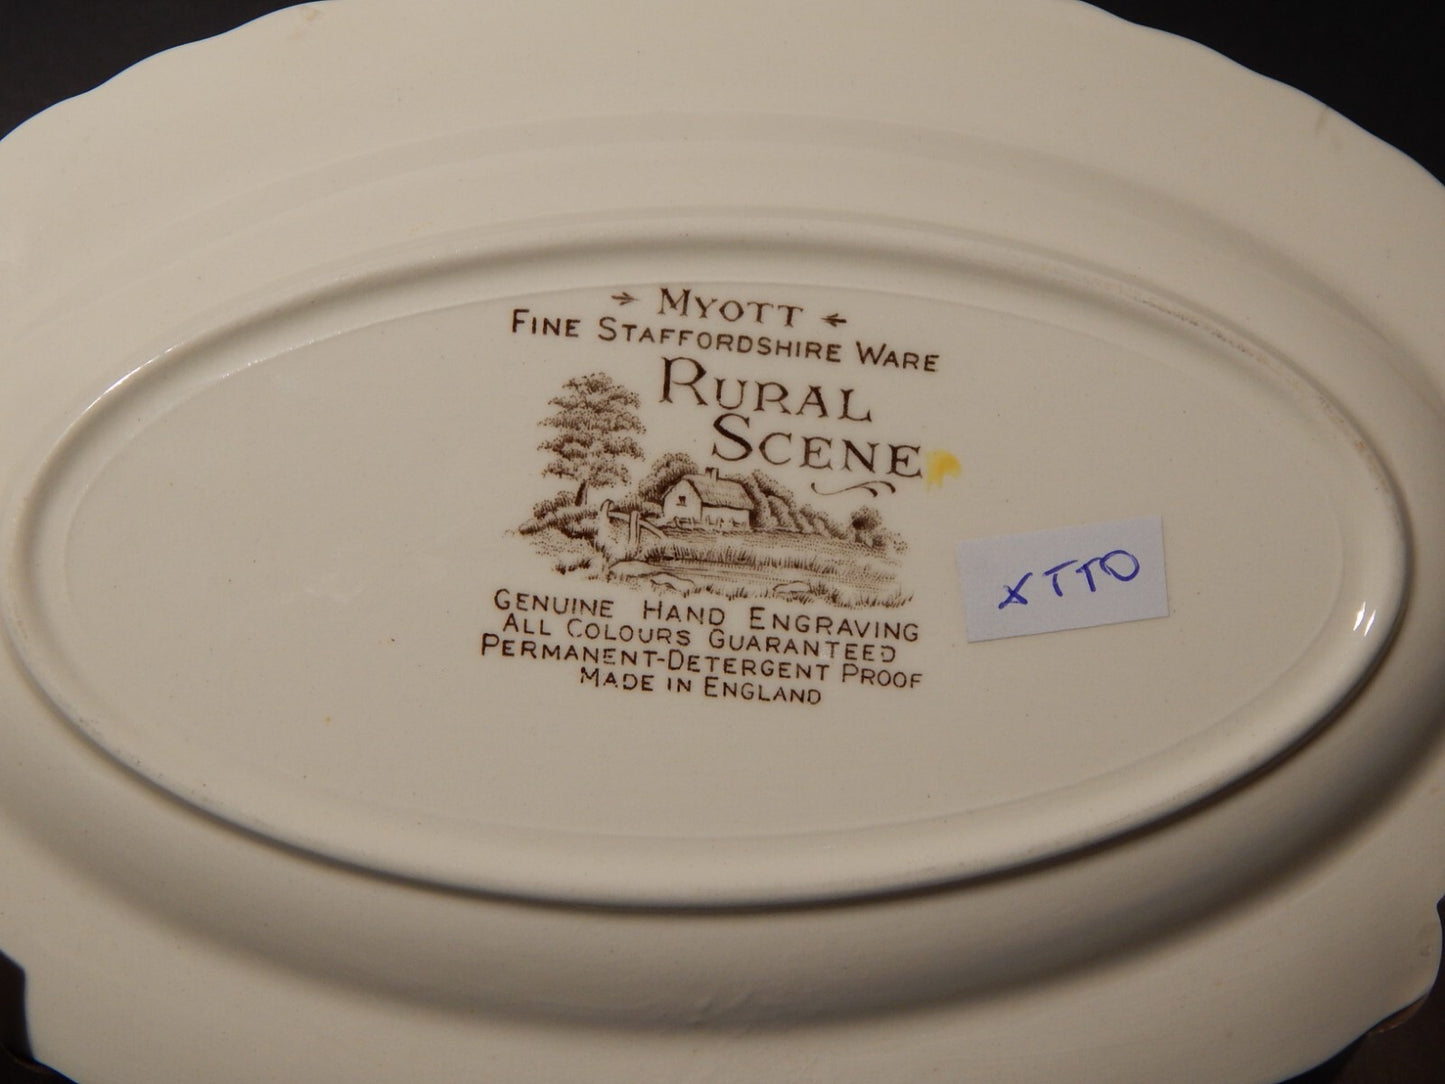 MYOTT
FINE STAFFORDSHIRE WARE
RURAL
SCENE
GENUINE HAND ENGRAVING
ALL COLOURS GUARANTEED
PERMANENT-DETERGENT PROOF
MADE IN ENGLAND
XTTO